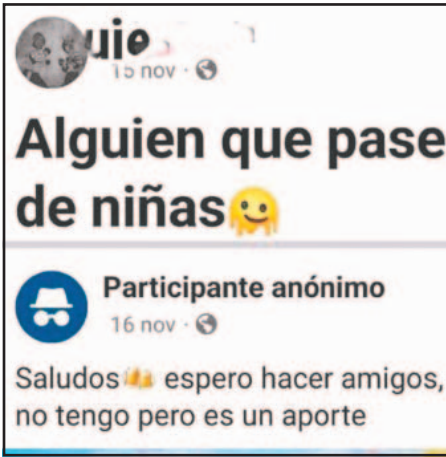 15 nov
Alguien que pase
de niñas🫠
Participante anónimo
16 nov
Saludos espero hacer amigos,
no tengo pero es un aporte